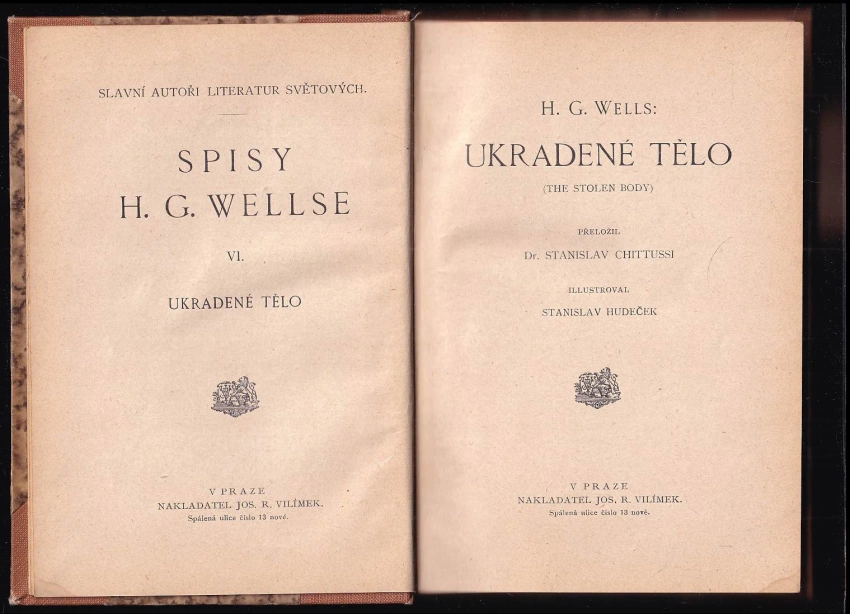 SLAVNÍ AUTOŘI LITERATUR SVĚTOVÝCH.
SPISY
H. G. WELLSE
VI.
UKRADENÉ TĚLO
V PRAZE
NAKLADATEL JOS. R. VILÍMEK.
Spálená ulice číslo 13 nové.
H. G. WELLS:
UKRADENÉ TĚLO
(THE STOLEN BODY)
PŘELOŽIL
Dr. STANISLAV CHITTUSSI
ILLUSTROVAL
STANISLAV HUDEČEK
V PRAZE
NAKLADATEL JOS. R. VILÍMEK.
Spálená ulice číslo 13 nové.